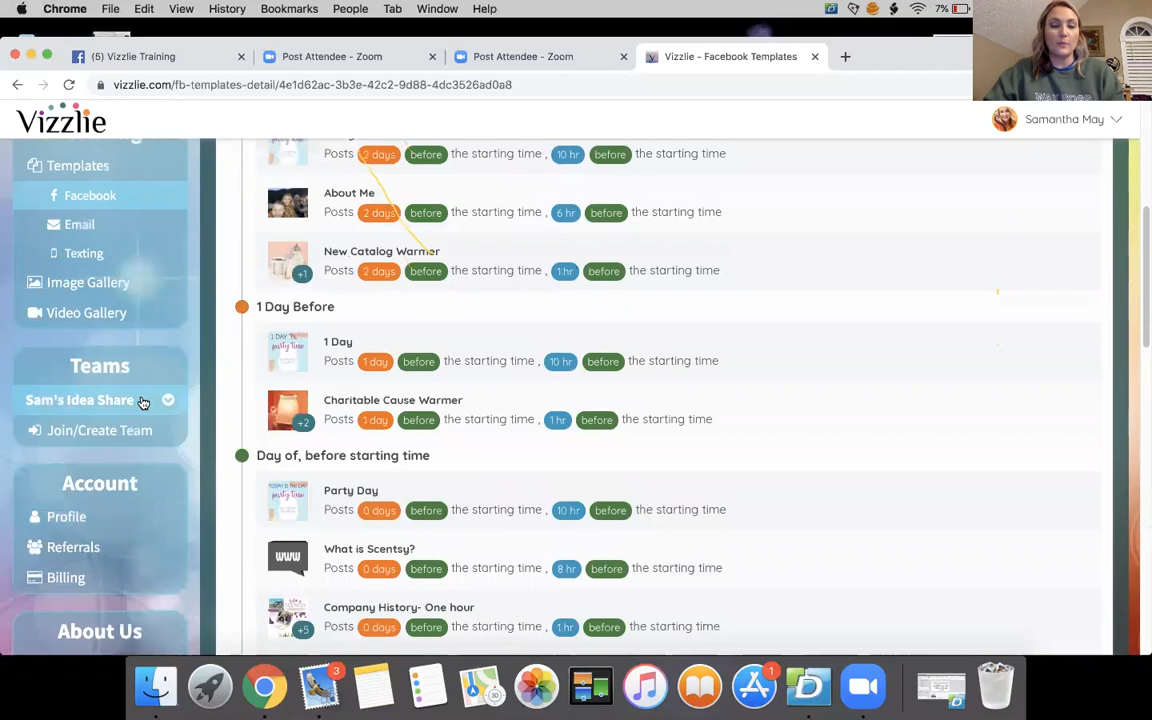 Chrome File Edit View History Bookmarks People Tab Window Help 7%
(5) Vizzlie Training Post Attendee - Zoom Post Attendee - Zoom Vizzlie - Facebook Templates
vizzlie.com/fb-templates-detail/4e1d62ac-3b3e-42c2-9d88-4dc3526ad0a8
Vizzlie
Samantha May
Templates
Facebook
Email
Texting
Image Gallery
Video Gallery
Teams
Sam's Idea Share
Join/Create Team
Account
Profile
Referrals
Billing
About Us
Posts 2 days before the starting time , 10 hr before the starting time
About Me
Posts 2 days before the starting time , 6 hr before the starting time
New Catalog Warmer
+1
Posts 2 days before the starting time , 1 hr before the starting time
1 Day Before
1 Day
Posts 1 day before the starting time , 10 hr before the starting time
Charitable Cause Warmer
+2
Posts 1 day before the starting time , 1 hr before the starting time
Day of, before starting time
Party Day
Posts 0 days before the starting time , 10 hr before the starting time
What is Scentsy?
www
Posts 0 days before the starting time , 8 hr before the starting time
Company History- One hour
+5
Posts 0 days before the starting time , 1 hr before the starting time
3
1